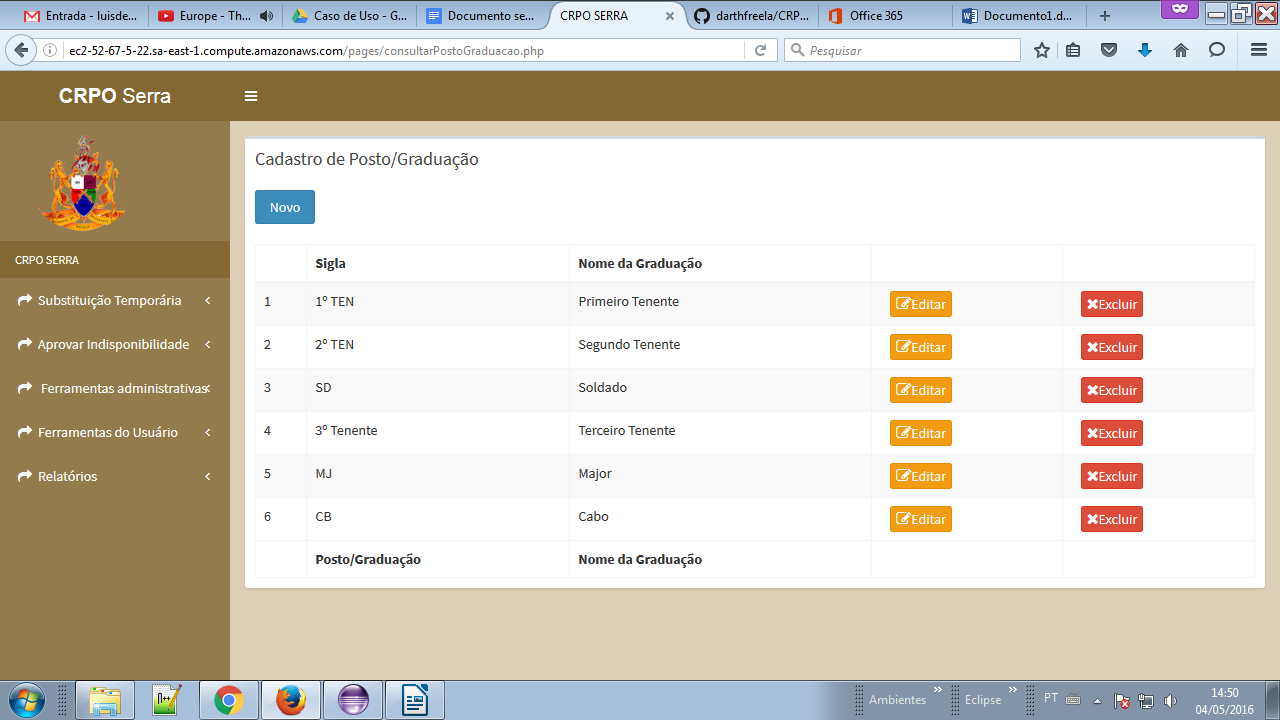 Entrada - luisde...
Europe - Th...
Caso de Uso - G...
Documento se...
CRPO SERRA
darthfreela/CRP...
Office 365
Documento1.d...
ec2-52-67-5-22.sa-east-1.compute.amazonaws.com/pages/consultarPostoGraduacao.php
Pesquisar
CRPO Serra
CRPO SERRA
Substituição Temporária
Aprovar Indisponibilidade
Ferramentas administrativas
Ferramentas do Usuário
Relatórios
Cadastro de Posto/Graduação
Novo
Sigla Nome da Graduação
1 1º TEN Primeiro Tenente Editar Excluir
2 2º TEN Segundo Tenente Editar Excluir
3 SD Soldado Editar Excluir
4 3º Tenente Terceiro Tenente Editar Excluir
5 MJ Major Editar Excluir
6 CB Cabo Editar Excluir
Posto/Graduação Nome da Graduação
Ambientes
Eclipse
PT
14:50
04/05/2016